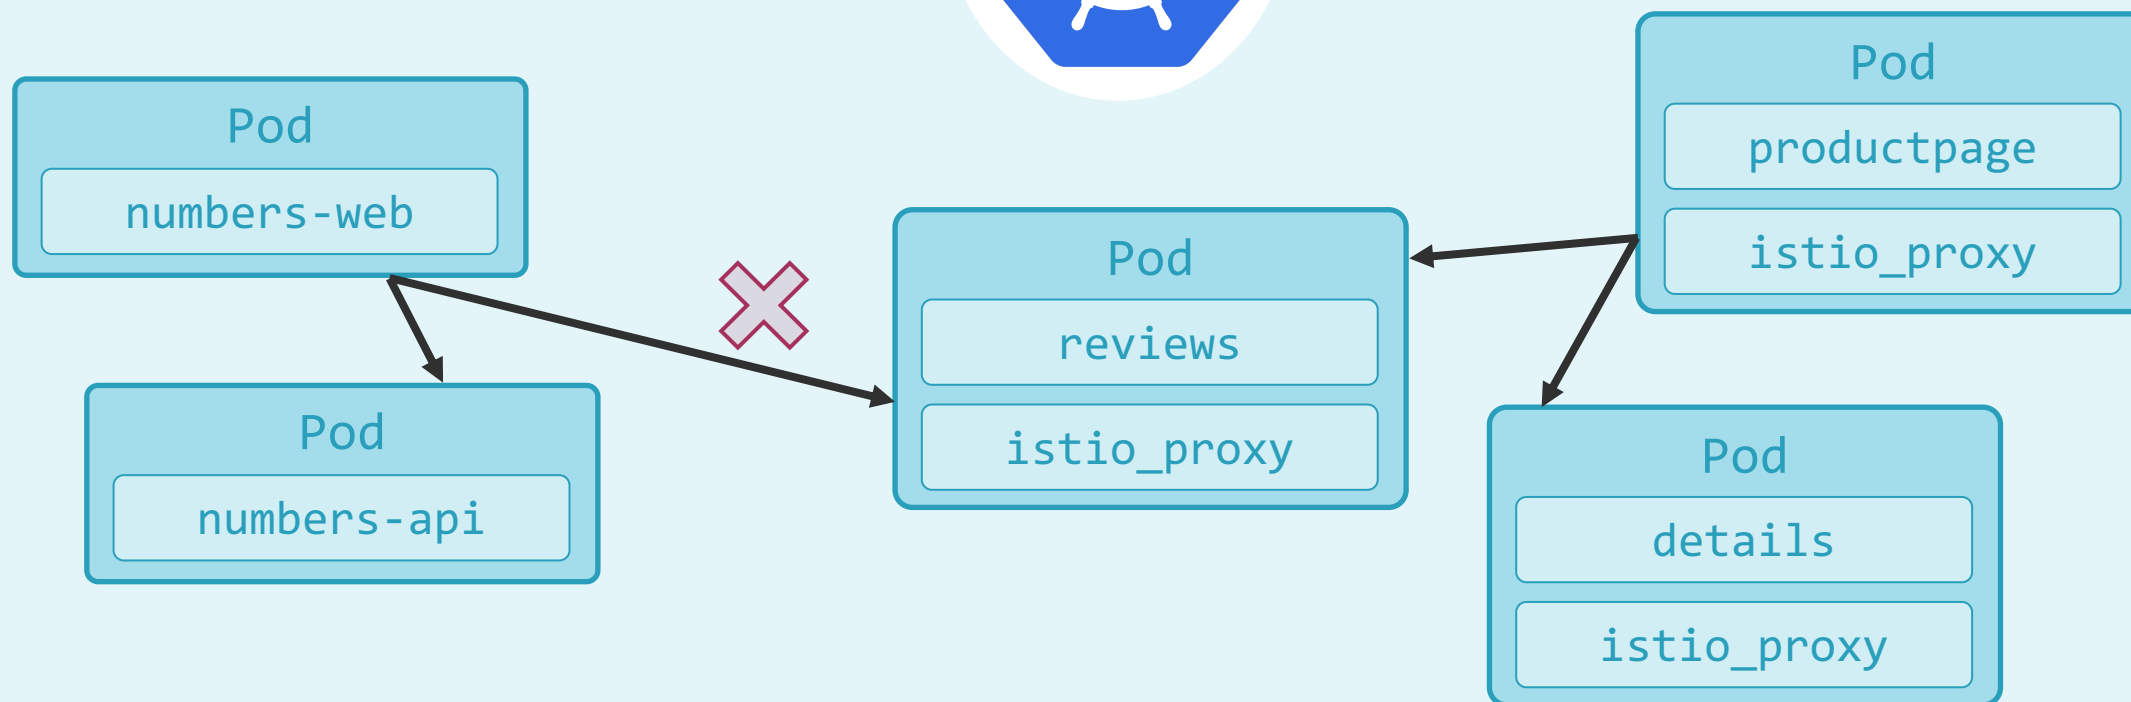 Pod
numbers-web
Pod
numbers-api
Pod
reviews
istio_proxy
Pod
productpage
istio_proxy
Pod
details
istio_proxy